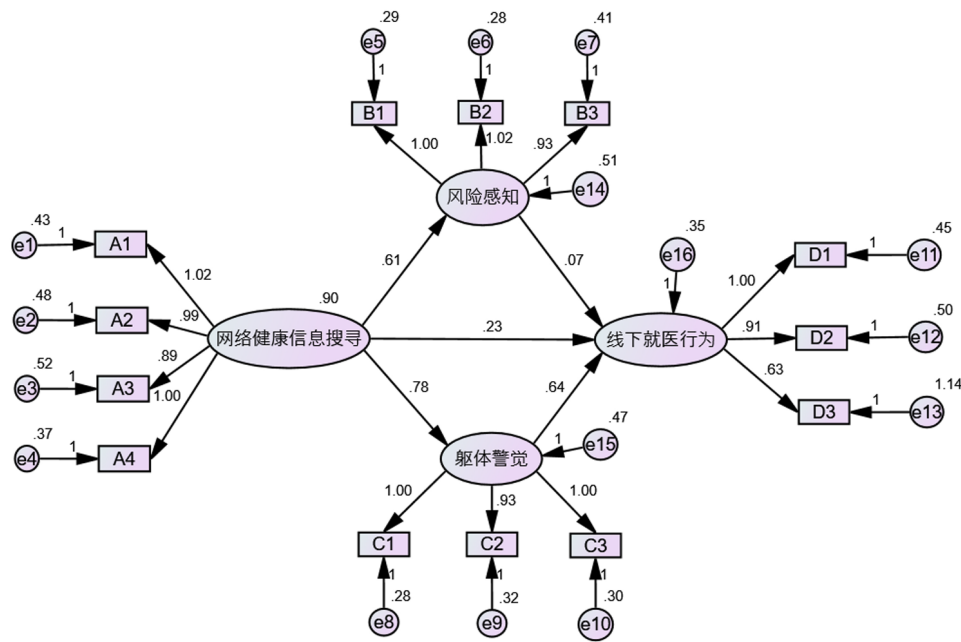 .29
.28
.41
e5
e6
e7
1
1
1
B1
B2
B3
1.00
1.02
.93
.51
1
e14
风险感知
.43
e1
1
A1
.61
.07
.35
e16
1
.45
D1
1
e11
1.02
1.00
.48
e2
1
A2
.99
.90
网络健康信息搜寻
.23
线下就医行为
.91
D2
1
.50
e12
.52
e3
1
A3
.89
1.00
.78
.64
.63
D3
1
1.14
e13
.37
e4
1
A4
躯体警觉
1
.47
e15
1.00
.93
1.00
C1
C2
C3
1
1
1
.28
.32
.30
e8
e9
e10